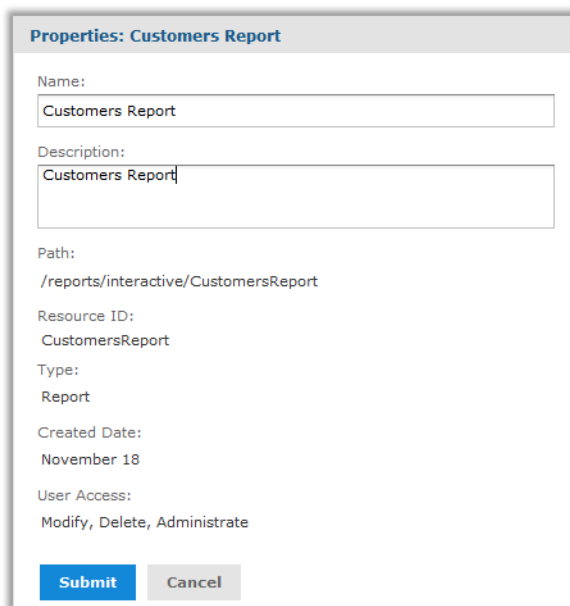 Properties: Customers Report
Name:
Customers Report
Description:
Customers Report
Path:
/reports/interactive/CustomersReport
Resource ID:
CustomersReport
Type:
Report
Created Date:
November 18
User Access:
Modify, Delete, Administrate
Submit Cancel